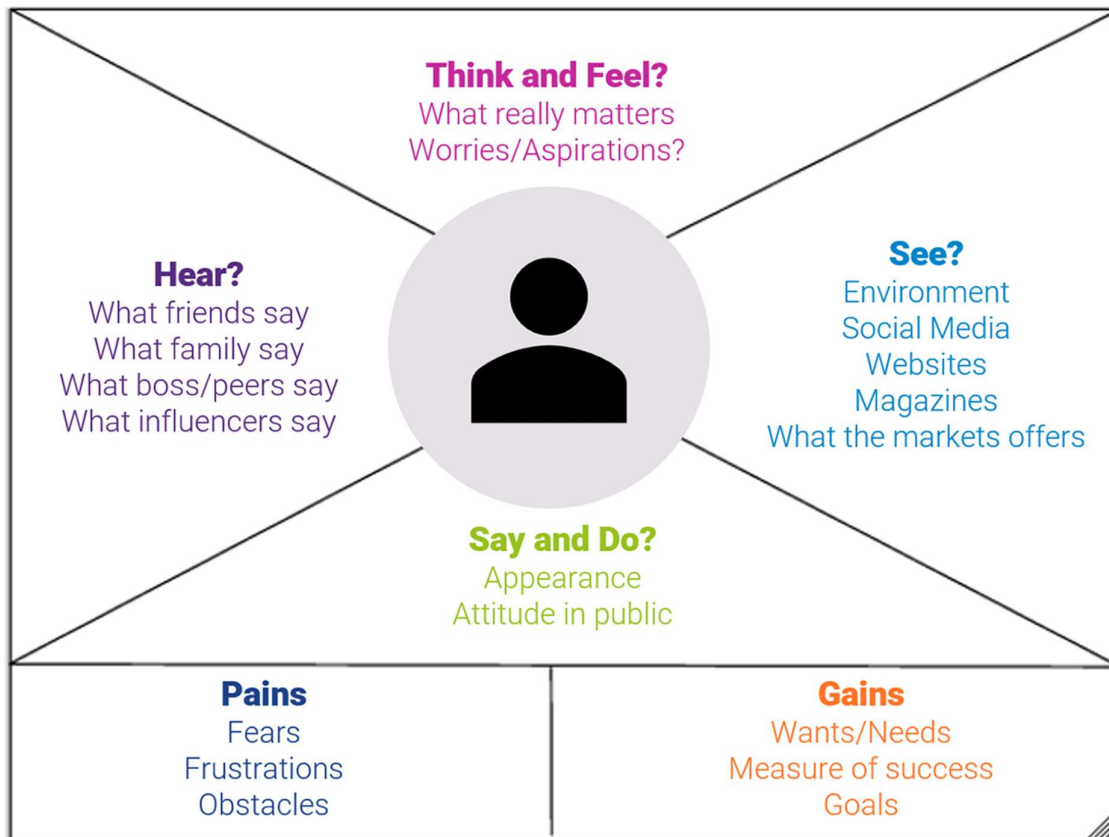 Think and Feel?
What really matters
Worries/Aspirations?
Hear?
What friends say
What family say
What boss/peers say
What influencers say
See?
Environment
Social Media
Websites
Magazines
What the markets offers
Say and Do?
Appearance
Attitude in public
Pains
Fears
Frustrations
Obstacles
Gains
Wants/Needs
Measure of success
Goals